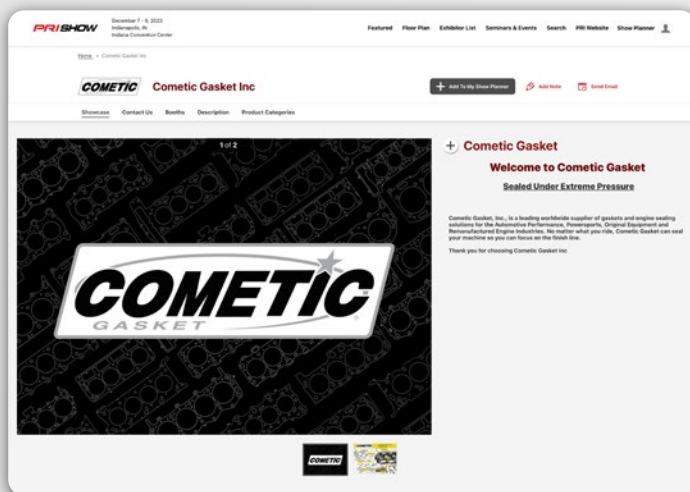 PRI SHOW
December 7 - 9, 2023
Indianapolis, IN
Indiana Convention Center
Featured Floor Plan Exhibitor List Seminars & Events Search PRI Website Show Planner
Home > Cometic Gasket Inc
COMETIC Cometic Gasket Inc
Add To My Show Planner Add Note Send Email
Showcase Contact Us Booths Description Product Categories
1 of 2
COMETIC
GASKET
Cometic Gasket
Welcome to Cometic Gasket
Sealed Under Extreme Pressure
Cometic Gasket, Inc., is a leading worldwide supplier of gaskets and engine sealing
solutions for the Automotive Performance, Powersports, Original Equipment and
Remanufactured Engine Industries. No matter what you ride, Cometic Gasket can seal
your machine so you can focus on the finish line.
Thank you for choosing Cometic Gasket Inc
COMETIC